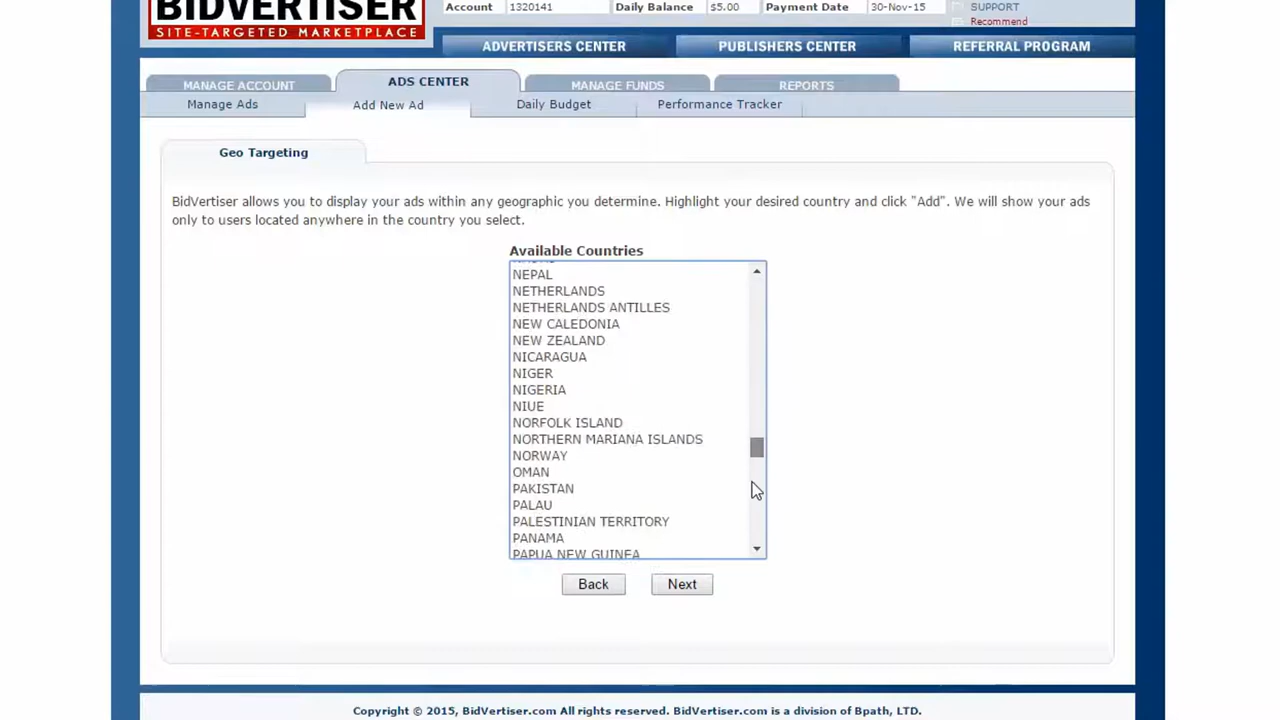 BIDVERTISER
SITE-TARGETED MARKETPLACE
Account 1320141 Daily Balance $5.00 Payment Date 30-Nov-15
SUPPORT
Recommend
ADVERTISERS CENTER PUBLISHERS CENTER REFERRAL PROGRAM
MANAGE ACCOUNT ADS CENTER MANAGE FUNDS REPORTS
Manage Ads Add New Ad Daily Budget Performance Tracker
Geo Targeting
BidVertiser allows you to display your ads within any geographic you determine. Highlight your desired country and click "Add". We will show your ads
only to users located anywhere in the country you select.
Available Countries
NEPAL
NETHERLANDS
NETHERLANDS ANTILLES
NEW CALEDONIA
NEW ZEALAND
NICARAGUA
NIGER
NIGERIA
NIUE
NORFOLK ISLAND
NORTHERN MARIANA ISLANDS
NORWAY
OMAN
PAKISTAN
PALAU
PALESTINIAN TERRITORY
PANAMA
PAPUA NEW GUINEA
Back Next
Copyright © 2015, BidVertiser.com All rights reserved. BidVertiser.com is a division of Bpath, LTD.